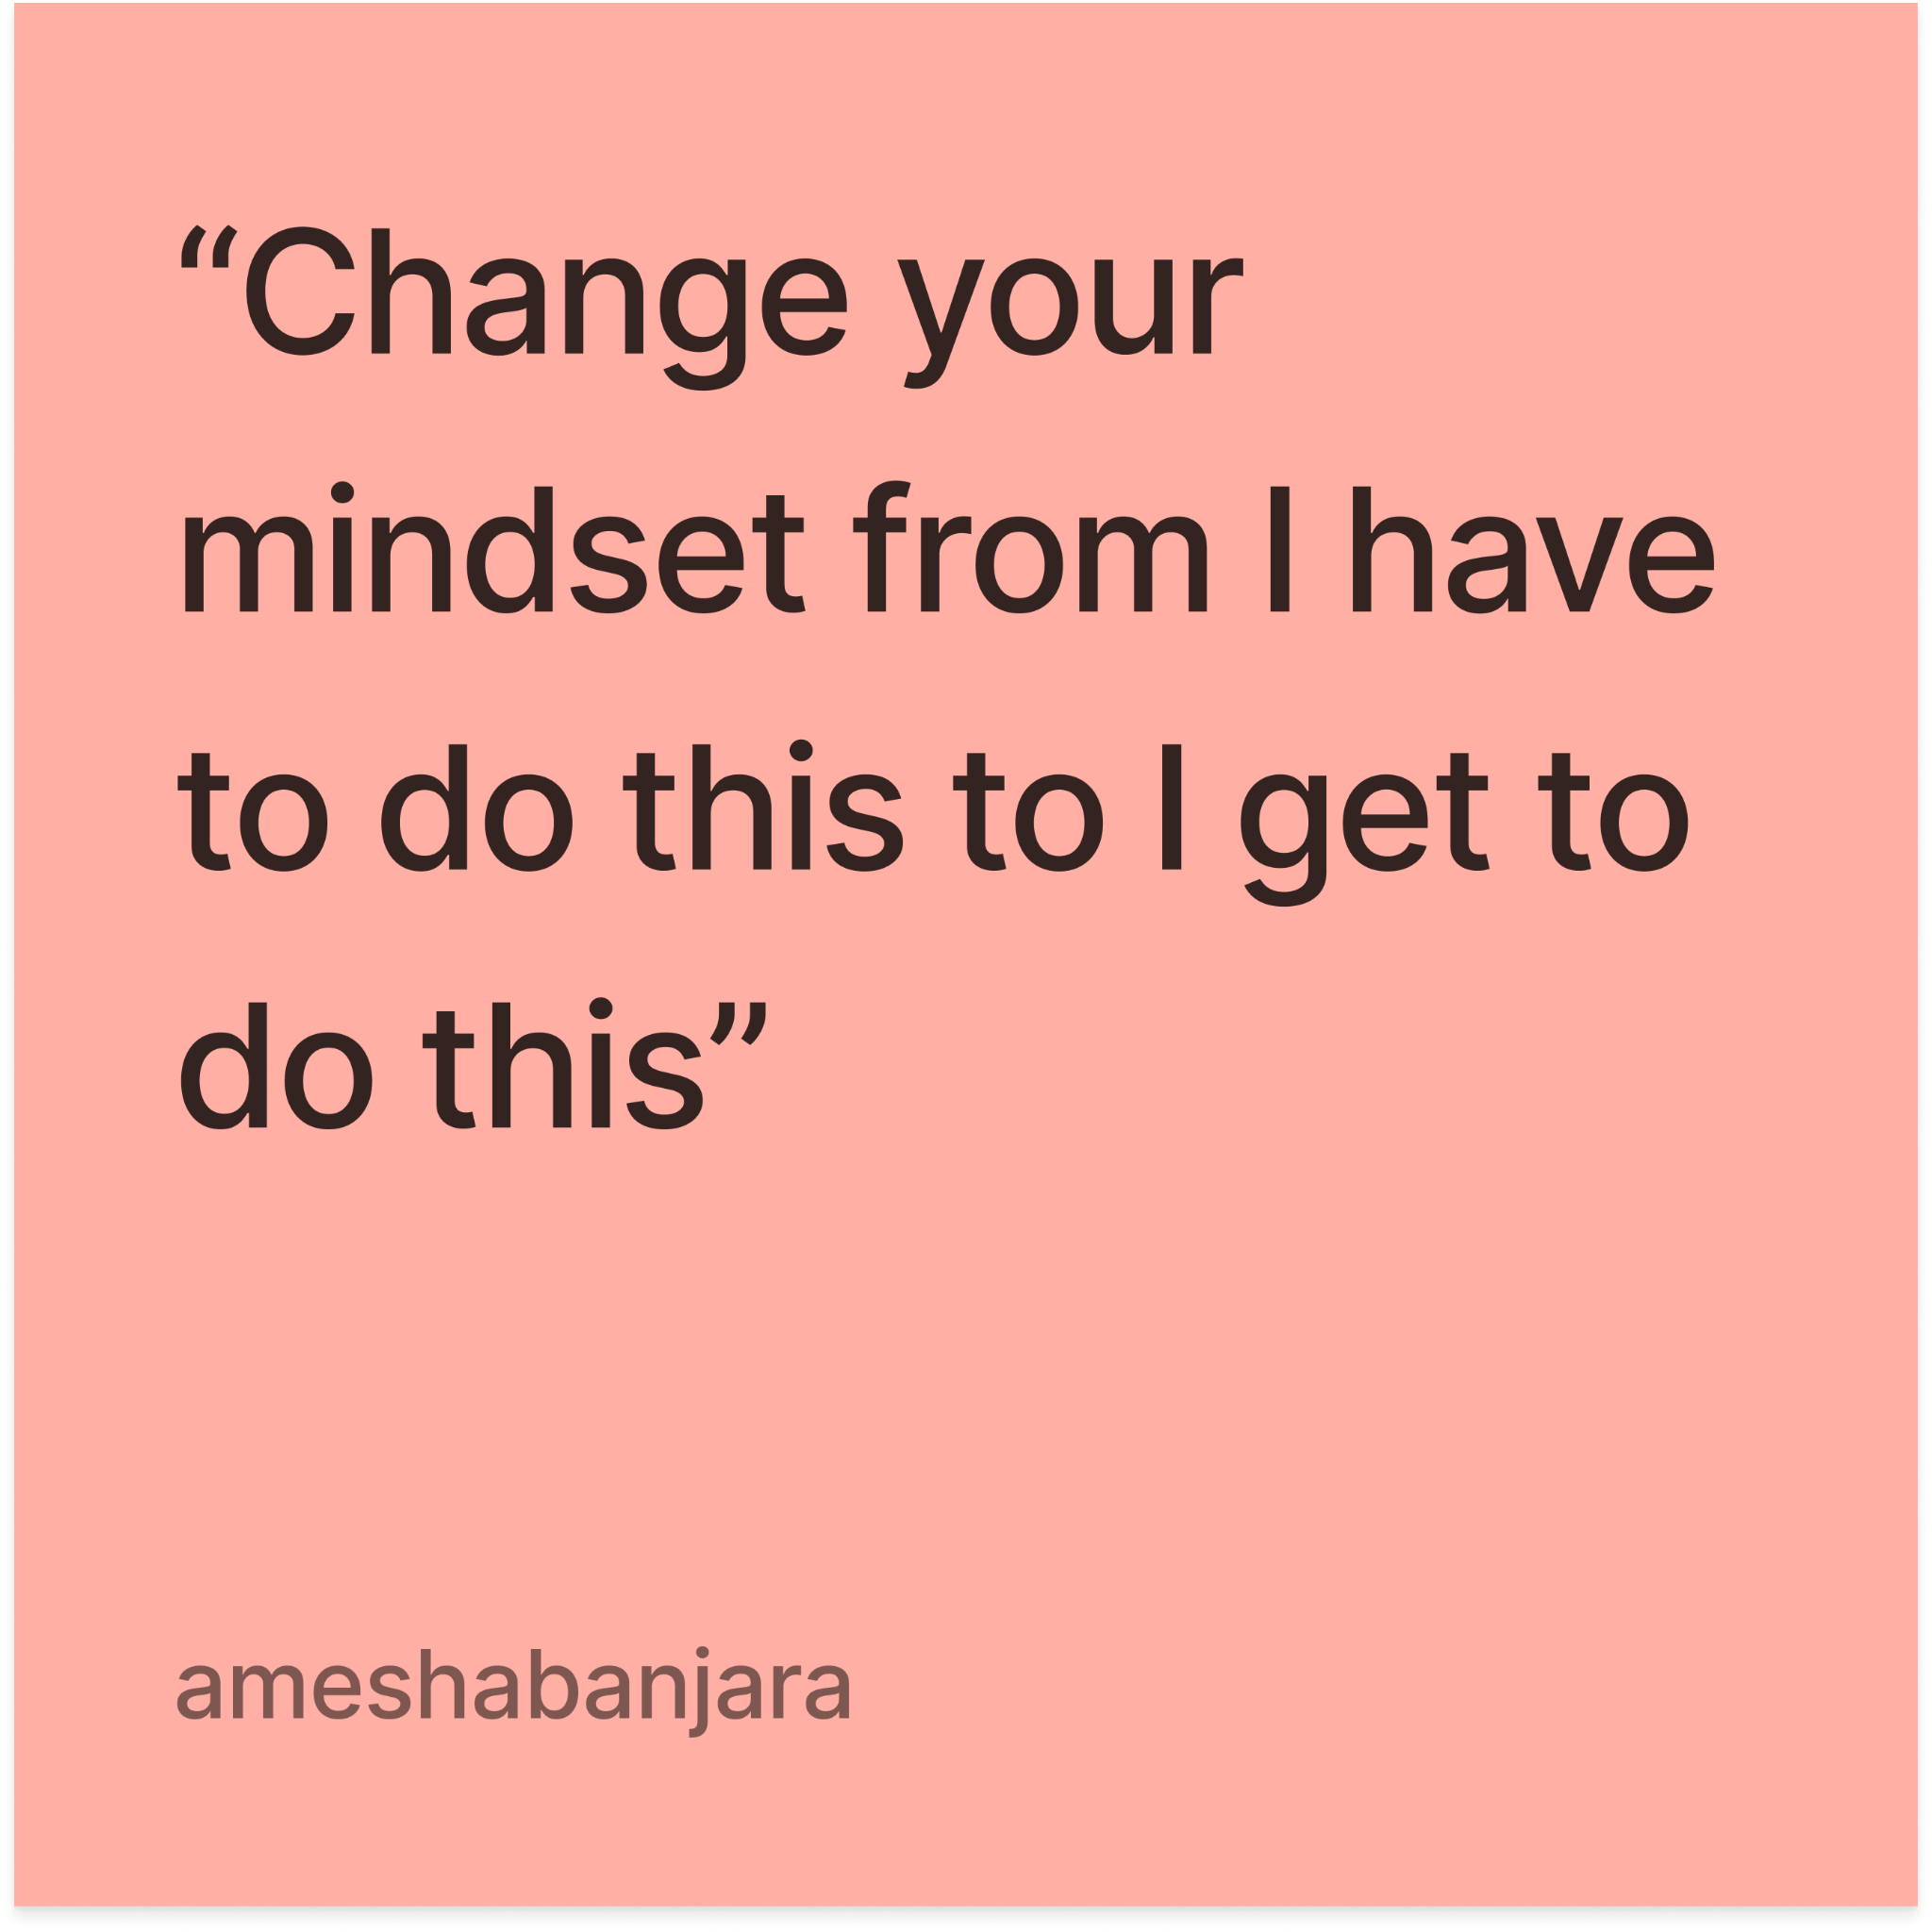 “Change your
mindset from I have
to do this to I get to
do this”
ameshabanjara